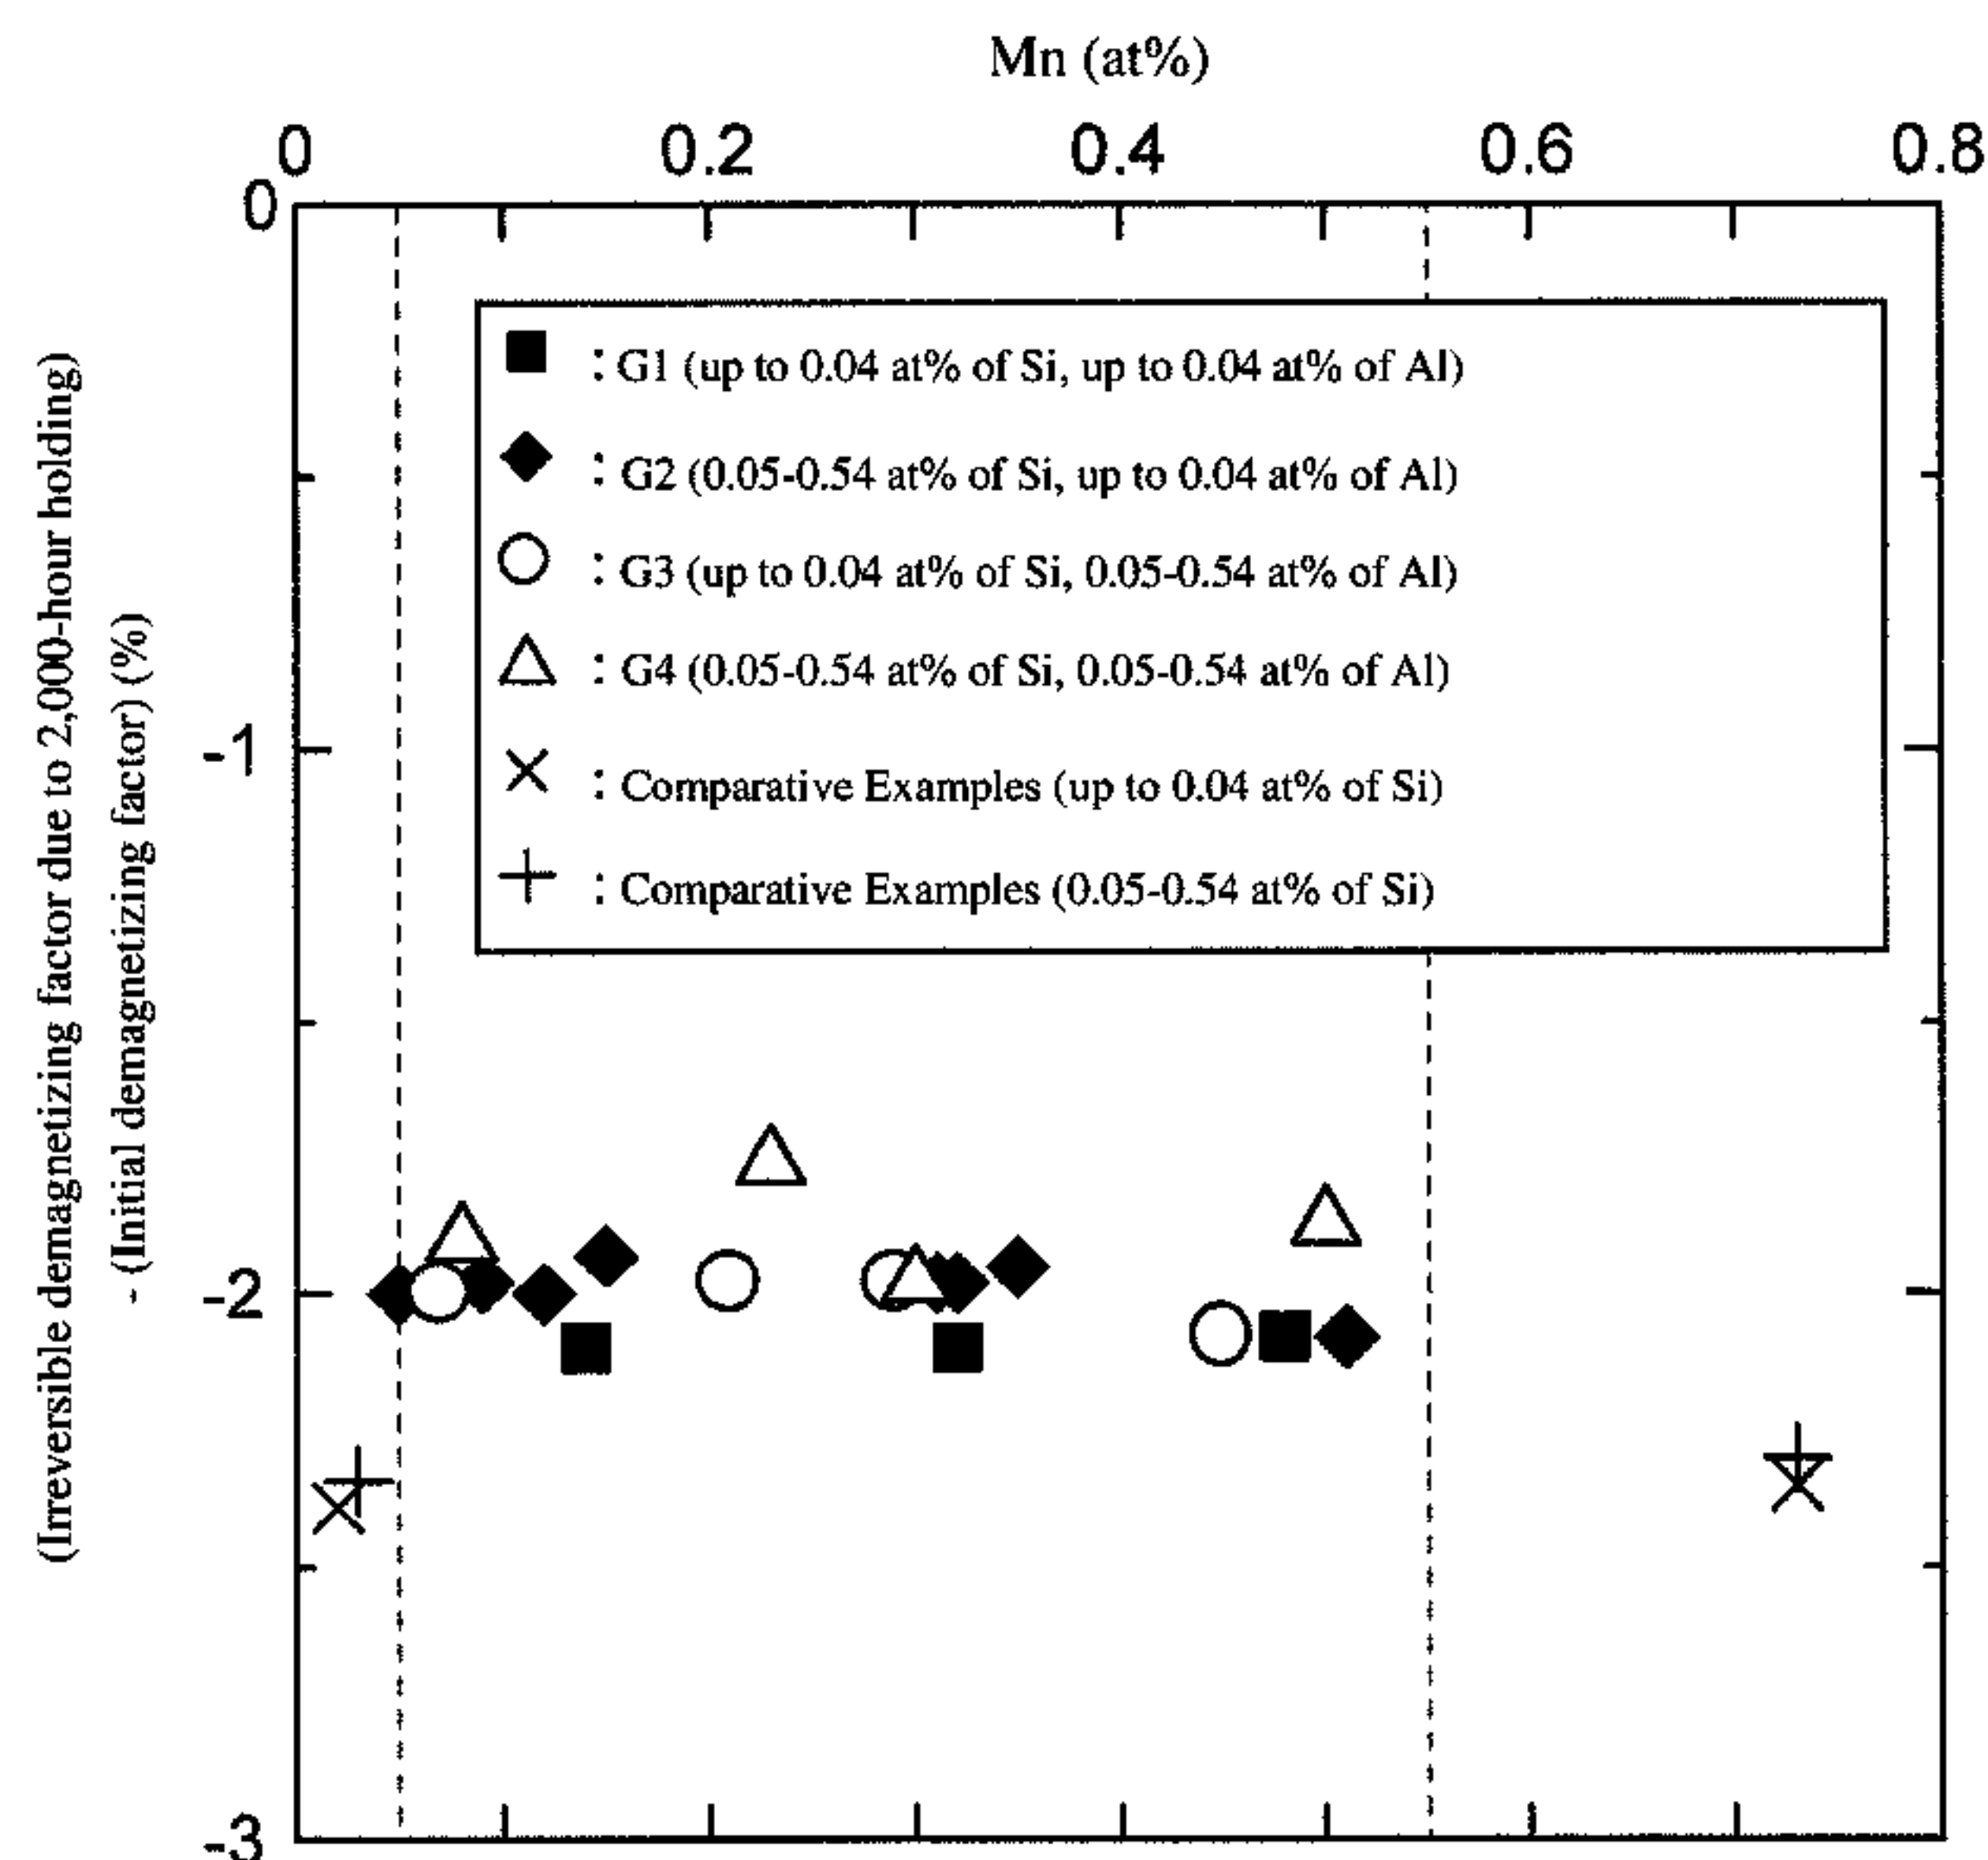 Mn (at%)
0 0.2 0.4 0.6 0.8
0
-1
-2
-3
(Irreversible demagnetizing factor due to 2,000-hour holding)
- (Initial demagnetizing factor) (%)
: G1 (up to 0.04 at% of Si, up to 0.04 at% of Al)
: G2 (0.05-0.54 at% of Si, up to 0.04 at% of Al)
: G3 (up to 0.04 at% of Si, 0.05-0.54 at% of Al)
: G4 (0.05-0.54 at% of Si, 0.05-0.54 at% of Al)
: Comparative Examples (up to 0.04 at% of Si)
: Comparative Examples (0.05-0.54 at% of Si)